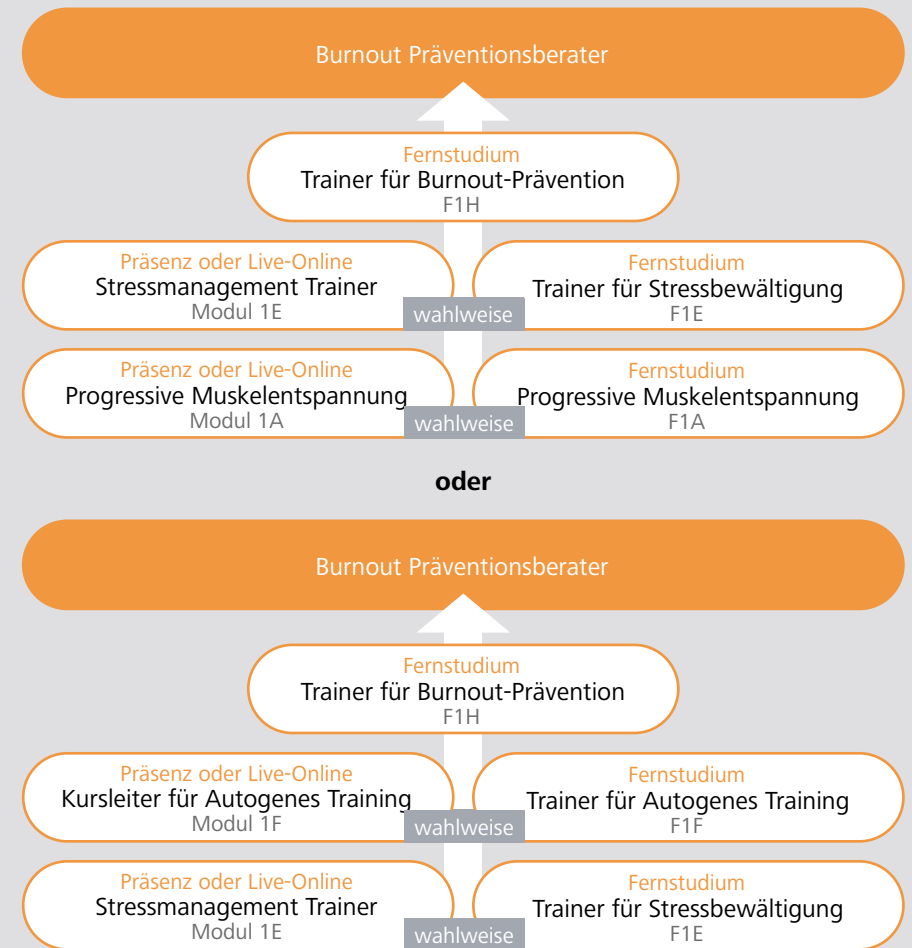 Burnout Präventionsberater
Fernstudium
Trainer für Burnout-Prävention
F1H
Präsenz oder Live-Online
Stressmanagement Trainer
Modul 1E
wahlweise
Fernstudium
Trainer für Stressbewältigung
F1E
Präsenz oder Live-Online
Progressive Muskelentspannung
Modul 1A
wahlweise
Fernstudium
Progressive Muskelentspannung
F1A
oder
Burnout Präventionsberater
Fernstudium
Trainer für Burnout-Prävention
F1H
Präsenz oder Live-Online
Kursleiter für Autogenes Training
Modul 1F
wahlweise
Fernstudium
Trainer für Autogenes Training
F1F
Präsenz oder Live-Online
Stressmanagement Trainer
Modul 1E
wahlweise
Fernstudium
Trainer für Stressbewältigung
F1E